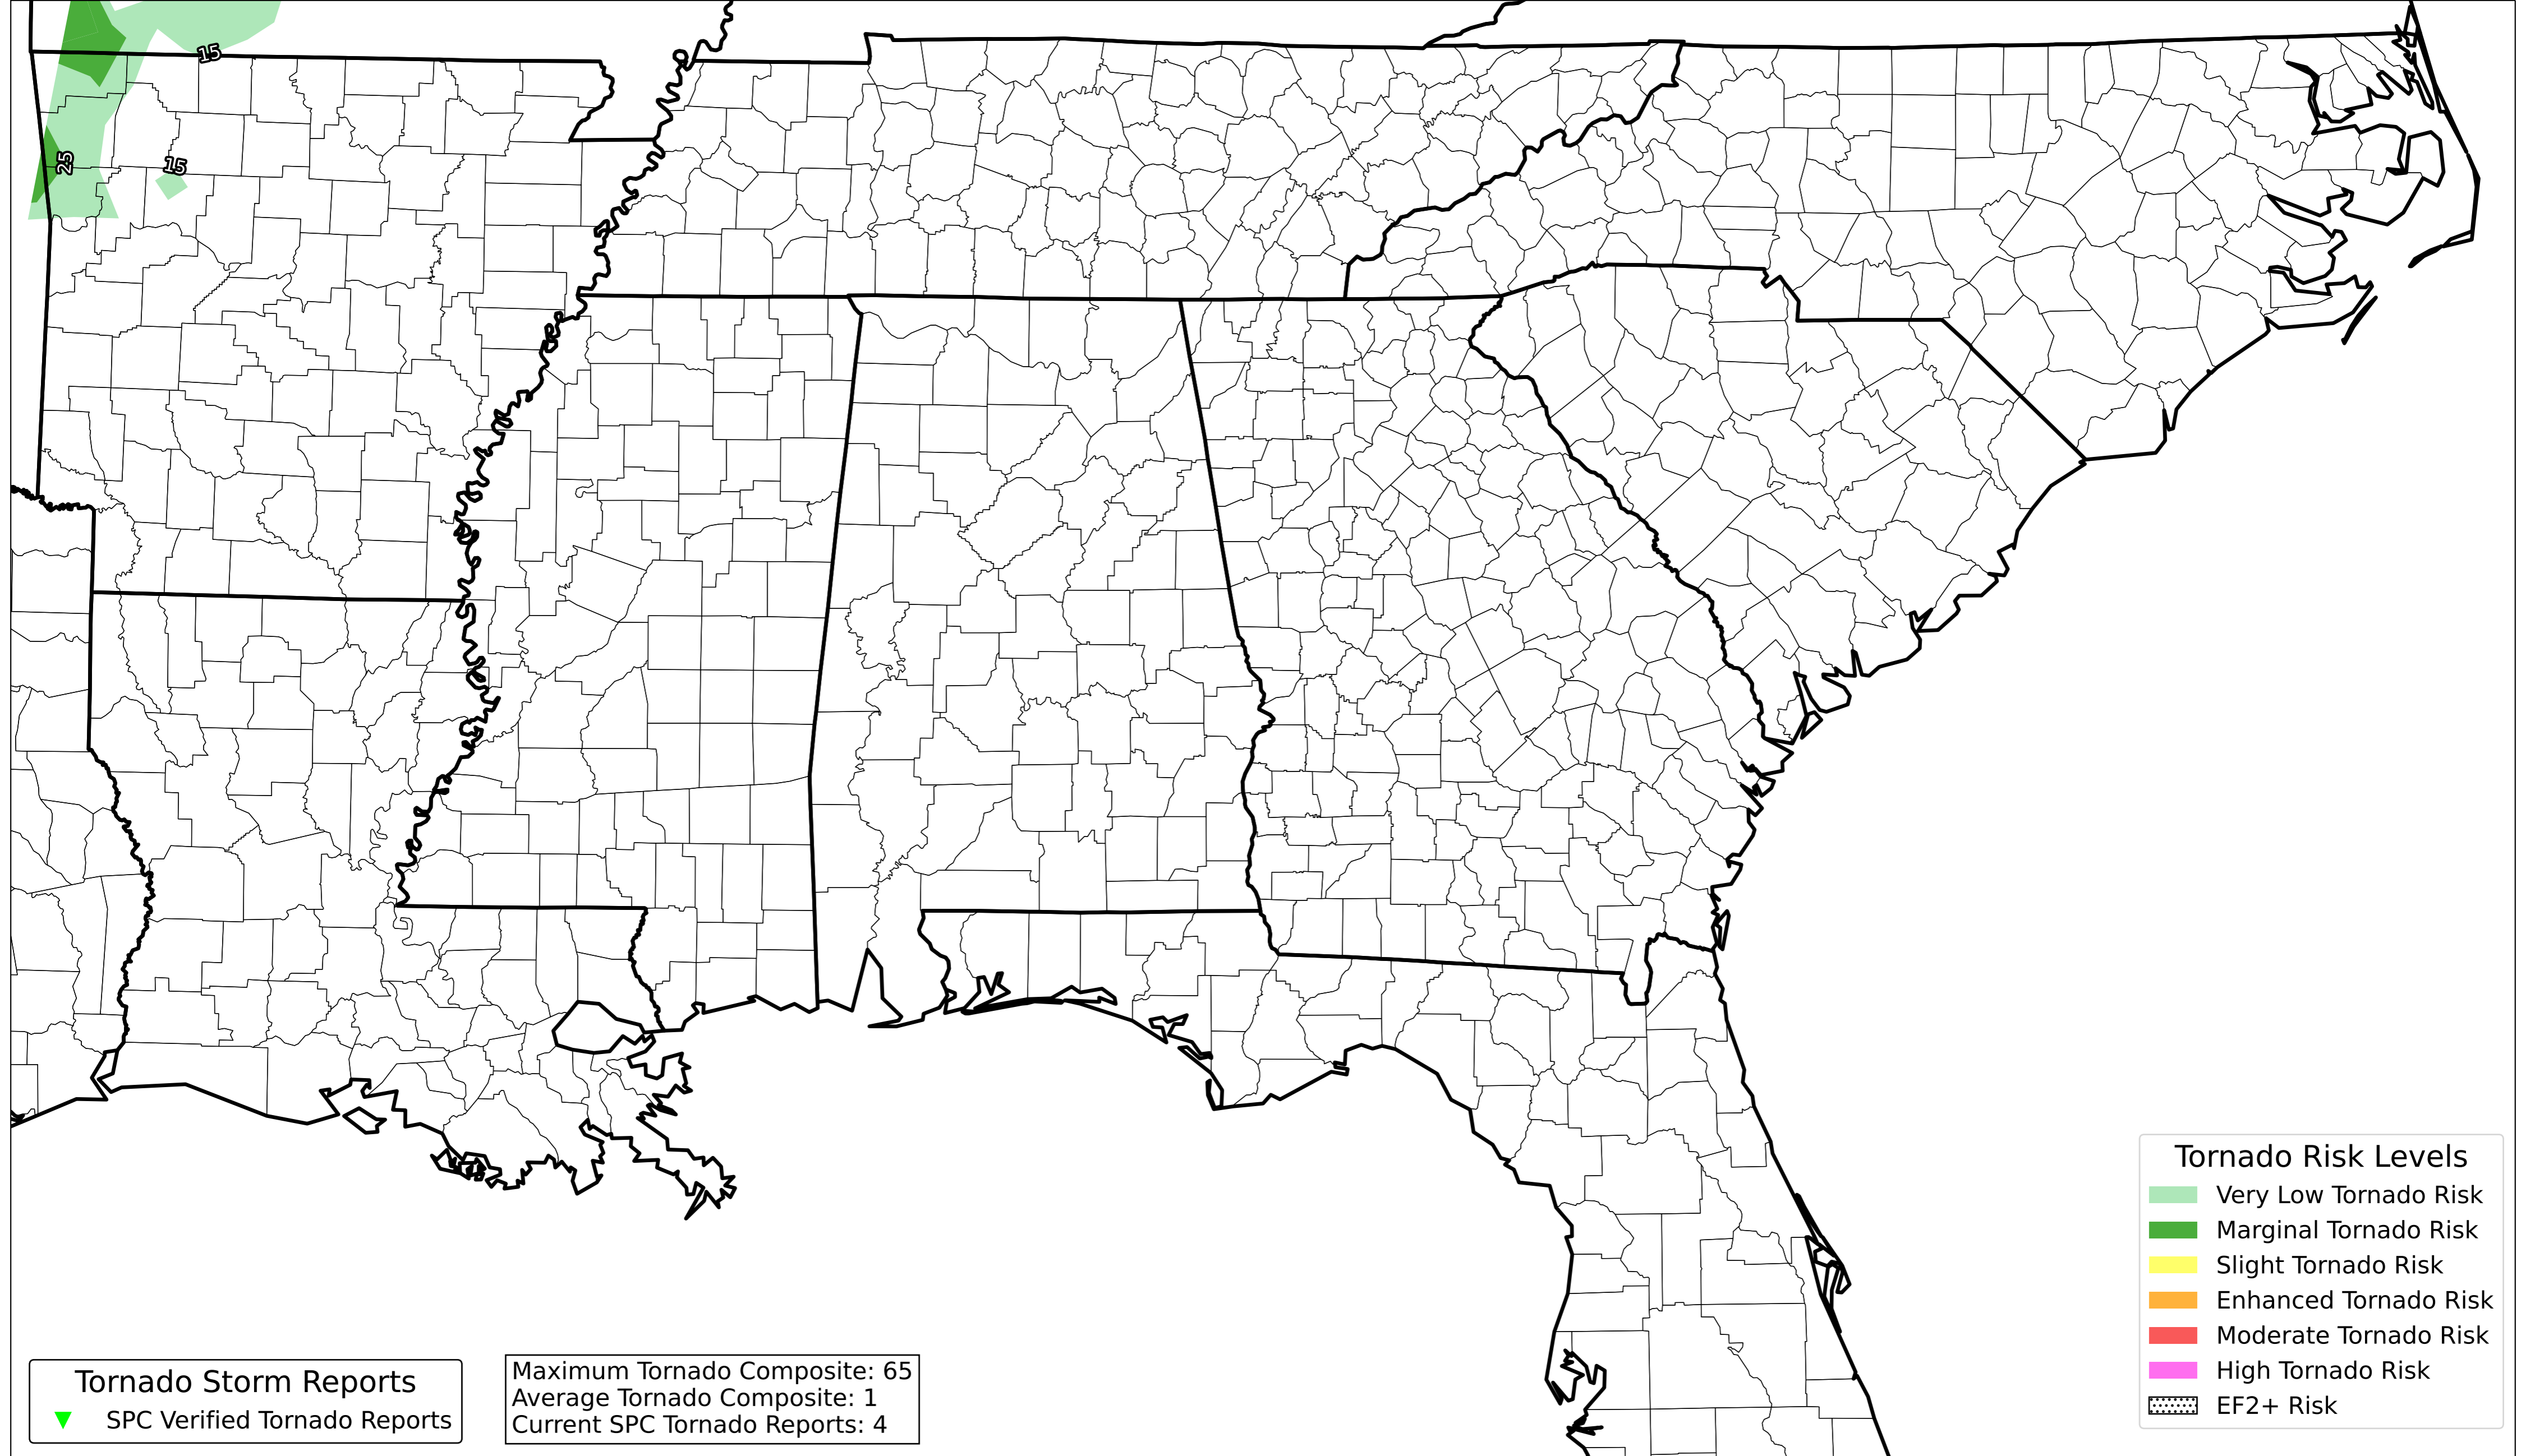 15
25
15
Tornado Risk Levels
Very Low Tornado Risk
Marginal Tornado Risk
Slight Tornado Risk
Enhanced Tornado Risk
Moderate Tornado Risk
High Tornado Risk
EF2+ Risk
Tornado Storm Reports
SPC Verified Tornado Reports
Maximum Tornado Composite: 65
Average Tornado Composite: 1
Current SPC Tornado Reports: 4